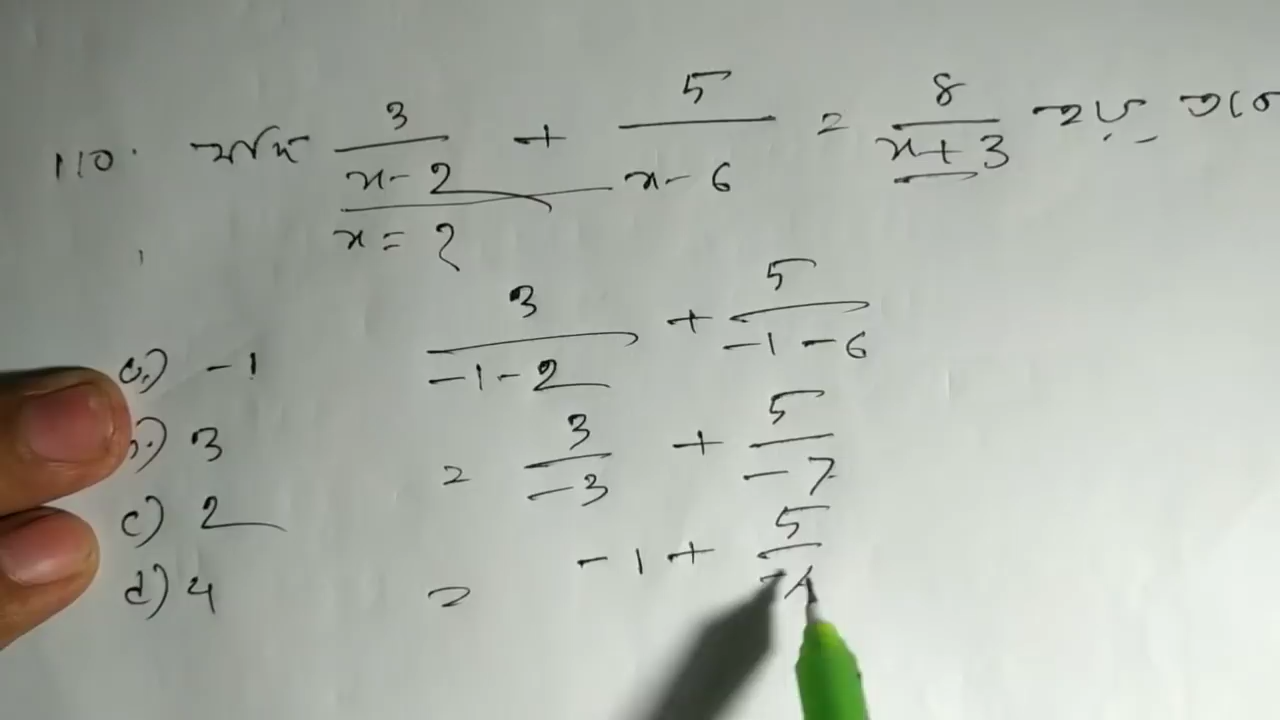 110. যদি 3/(x-2) + 5/(x-6) = 8/(x+3) হয় তবে
x = ?
3/(-1-2) + 5/(-1-6)
a) -1
= 3/(-3) + 5/(-7)
b) 3
c) 2
= -1 + 5/-
d) 4